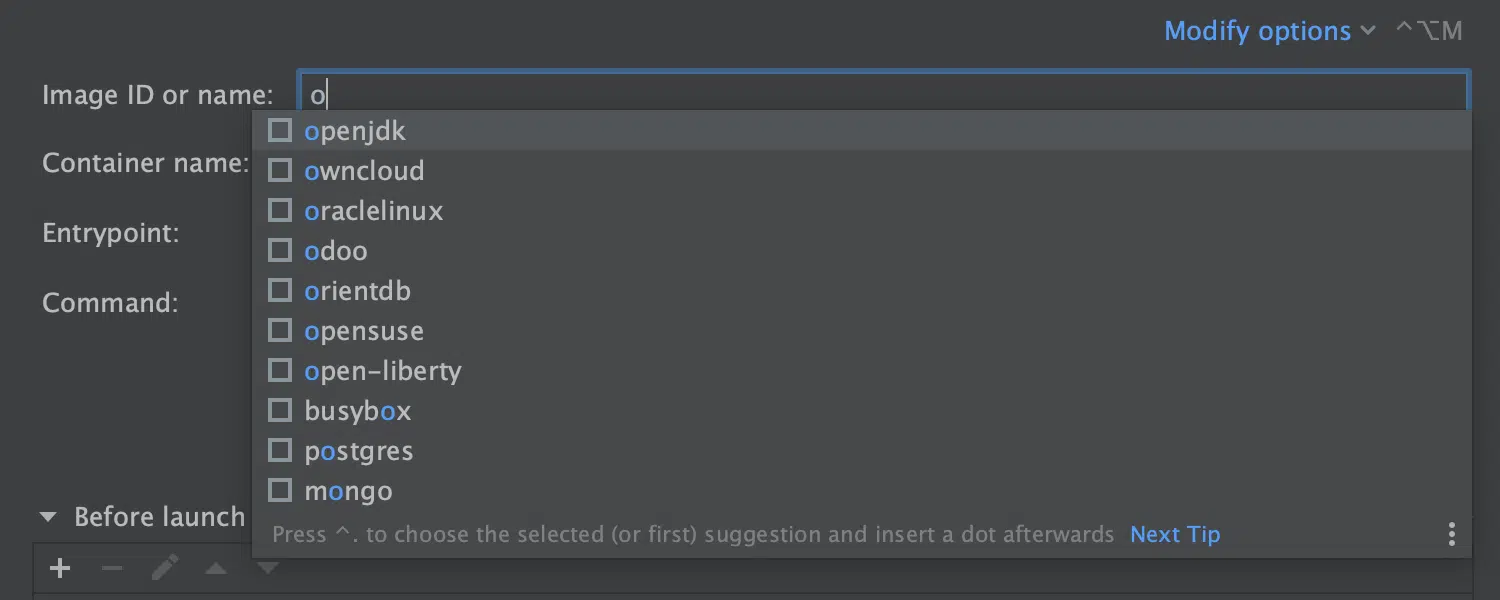 Modify options ⌃⌥M
Image ID or name: o
openjdk
Container name:
owncloud
oraclelinux
Entrypoint:
odoo
orientdb
Command:
opensuse
open-liberty
busybox
postgres
mongo
Before launch
Press ^. to choose the selected (or first) suggestion and insert a dot afterwards Next Tip